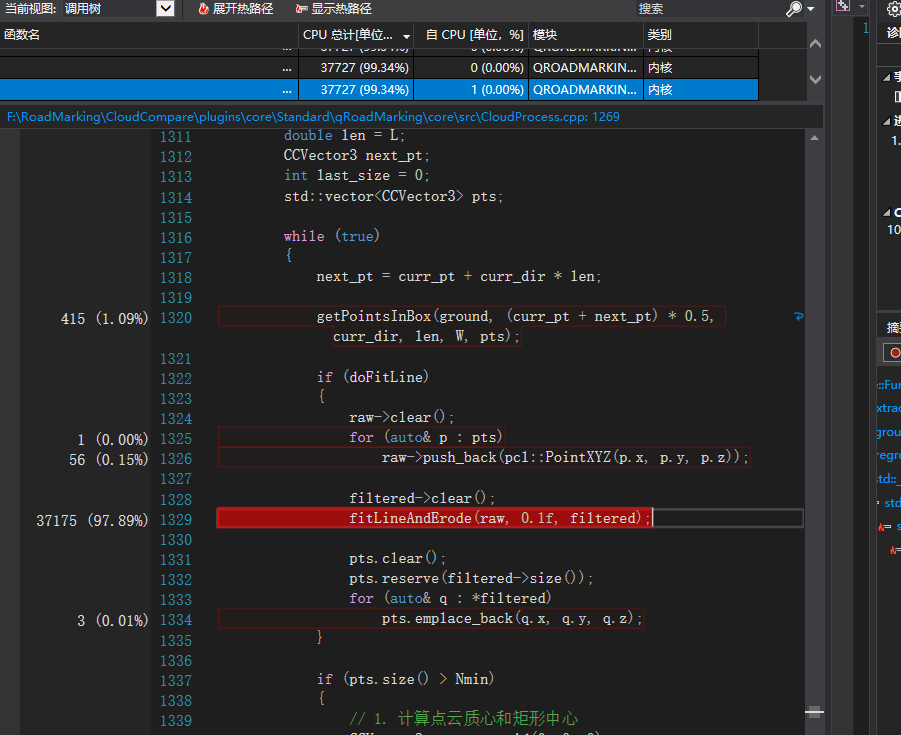 当前视图: 调用树 展开热路径 显示热路径 搜索
函数名 CPU 总计[单位... 自 CPU [单位, %] 模块 类别
... 37727 (99.34%) 0 (0.00%) QROADMARKIN... 内核
... 37727 (99.34%) 0 (0.00%) QROADMARKIN... 内核
... 37727 (99.34%) 1 (0.00%) QROADMARKIN... 内核
F:\RoadMarking\CloudCompare\plugins\core\Standard\qRoadMarking\core\src\CloudProcess.cpp: 1269
1311 double len = L;
1312 CCVector3 next_pt;
1313 int last_size = 0;
1314 std::vector<CCVector3> pts;
1315
1316 while (true)
1317 {
1318 next_pt = curr_pt + curr_dir * len;
1319
415 (1.09%) 1320 getPointsInBox(ground, (curr_pt + next_pt) * 0.5,
curr_dir, len, W, pts);
1321
1322 if (doFitLine)
1323 {
1324 raw->clear();
1 (0.00%) 1325 for (auto& p : pts)
56 (0.15%) 1326 raw->push_back(pcl::PointXYZ(p.x, p.y, p.z));
1327
1328 filtered->clear();
37175 (97.89%) 1329 fitLineAndErode(raw, 0.1f, filtered);
1330
1331 pts.clear();
1332 pts.reserve(filtered->size());
1333 for (auto& q : *filtered)
3 (0.01%) 1334 pts.emplace_back(q.x, q.y, q.z);
1335 }
1336
1337 if (pts.size() > Nmin)
1338 {
1339 // 1. 计算点云质心和矩形中心
1
1.
10
::Fur
xtrac
grou
regro
std::_
std
s